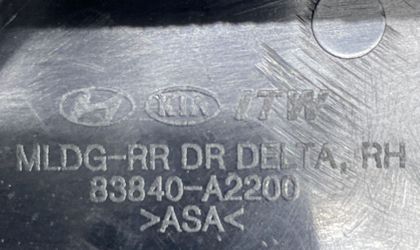 KIA ITW
MLDG-RR DR DELTA, RH
83840-A2200
>ASA<